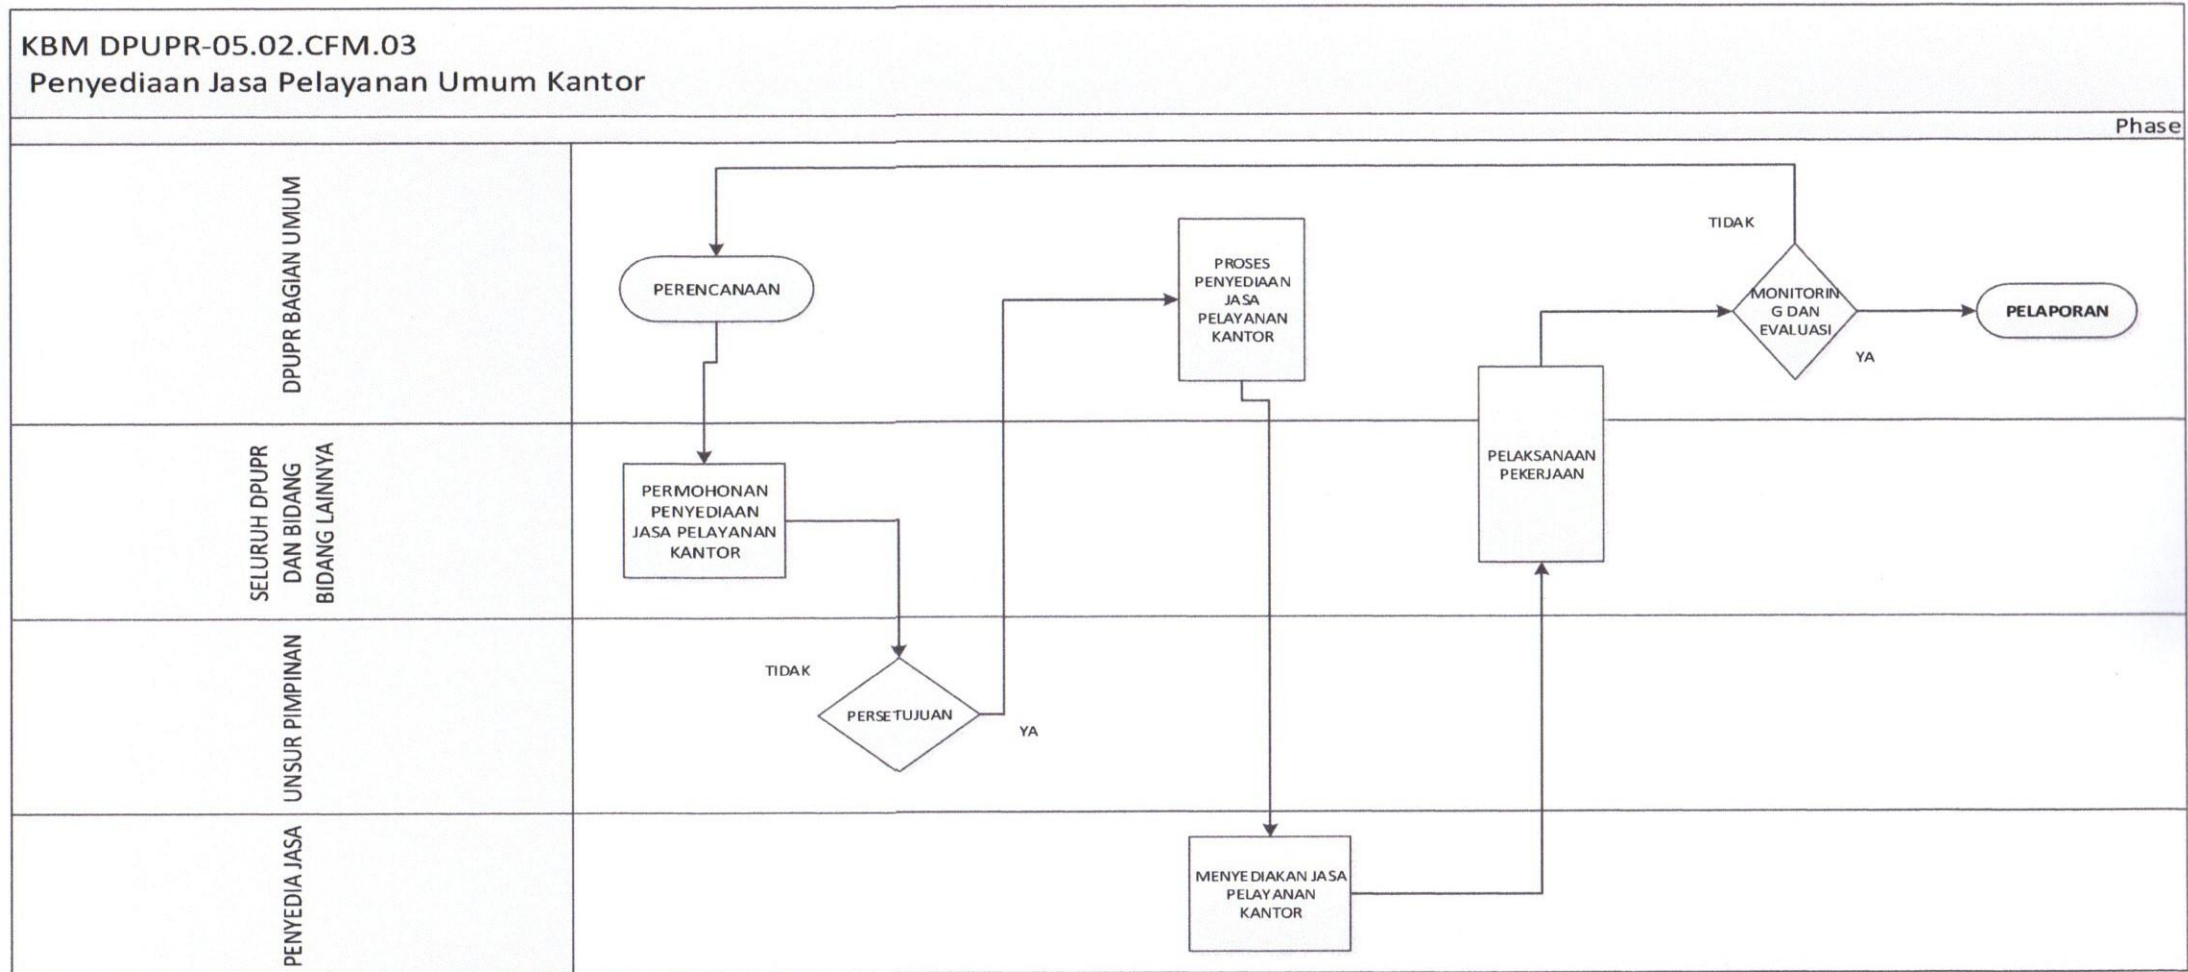 KBM DPUPR-05.02.CFM.03
Penyediaan Jasa Pelayanan Umum Kantor
Phase
DPUPR BAGIAN UMUM
PERENCANAAN
PROSES
PENYEDIAAN
JASA
PELAYANAN
KANTOR
TIDAK
MONITORIN
G DAN
EVALUASI
YA
PELAPORAN
SELURUH DPUPR
DAN BIDANG
BIDANG LAINNYA
PERMOHONAN
PENYEDIAAN
JASA PELAYANAN
KANTOR
PELAKSANAAN
PEKERJAAN
UNSUR PIMPINAN
TIDAK
PERSETUJUAN
YA
PENYEDIA JASA
MENYEDIAKAN JASA
PELAYANAN
KANTOR